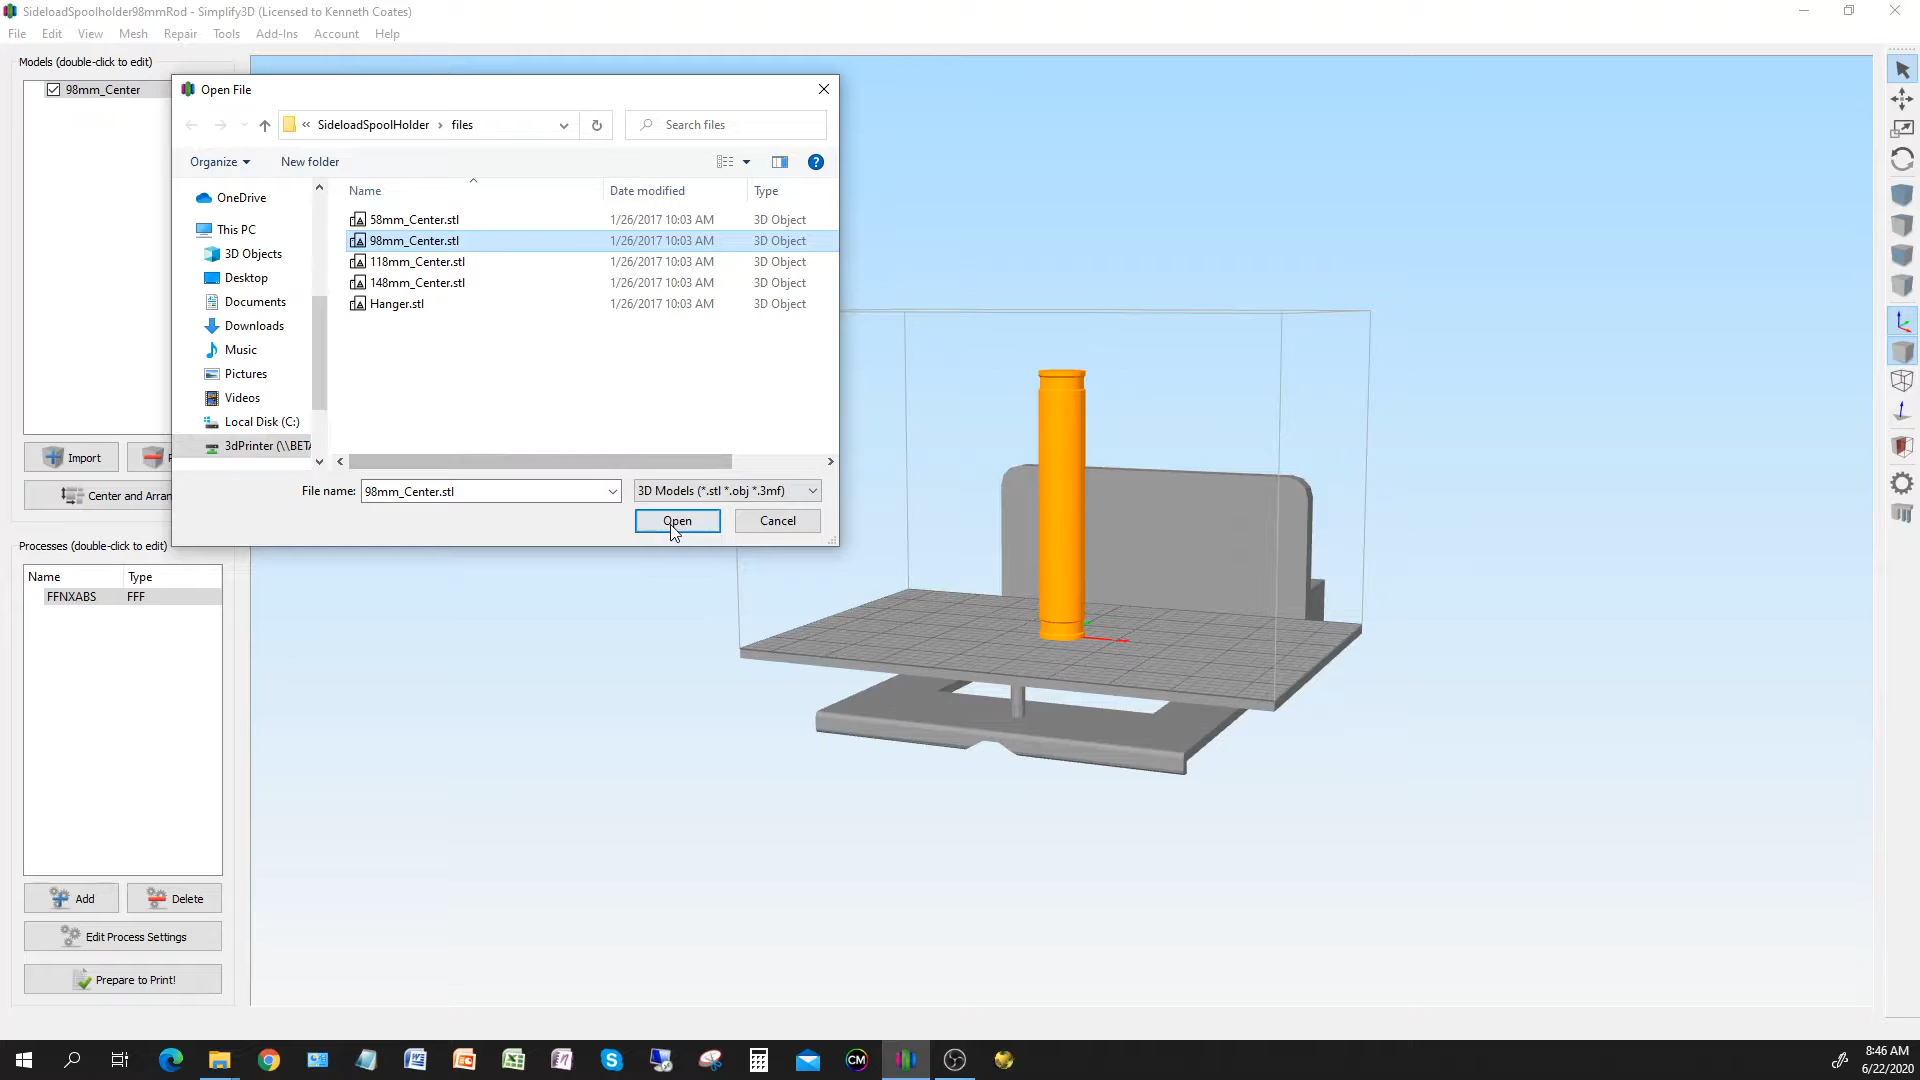 SideloadSpoolholder98mmRod - Simplify3D (Licensed to Kenneth Coates)
File Edit View Mesh Repair Tools Add-Ins Account Help
Models (double-click to edit)
98mm_Center
Open File
« SideloadSpoolHolder › files
Search files
Organize New folder
OneDrive
This PC
3D Objects
Desktop
Documents
Downloads
Music
Pictures
Videos
Local Disk (C:)
3dPrinter (\\BETA
Name Date modified Type
58mm_Center.stl 1/26/2017 10:03 AM 3D Object
98mm_Center.stl 1/26/2017 10:03 AM 3D Object
118mm_Center.stl 1/26/2017 10:03 AM 3D Object
148mm_Center.stl 1/26/2017 10:03 AM 3D Object
Hanger.stl 1/26/2017 10:03 AM 3D Object
File name: 98mm_Center.stl 3D Models (*.stl *.obj *.3mf)
Open Cancel
Import
Center and Arran
Processes (double-click to edit)
Name Type
FFNXABS FFF
Add Delete
Edit Process Settings
Prepare to Print!
CM
8:46 AM
6/22/2020